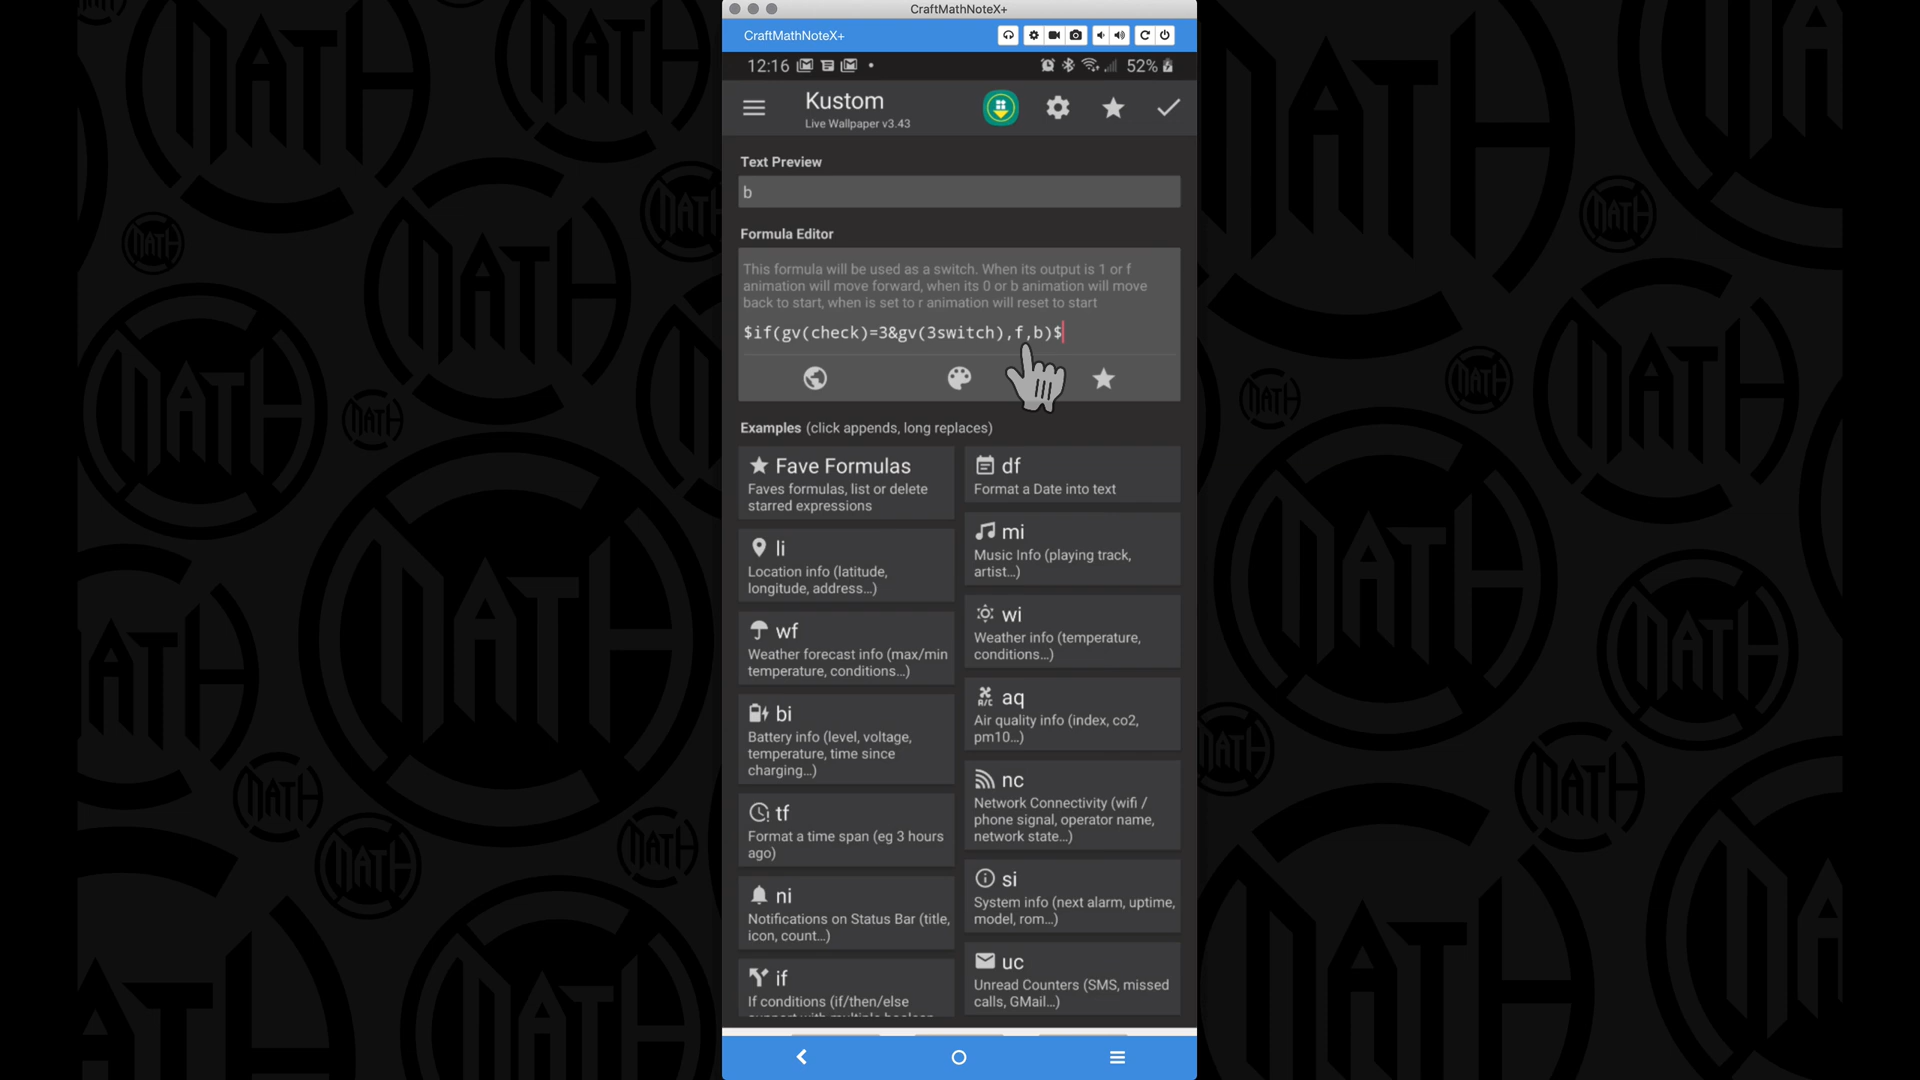 CraftMathNoteX+
CraftMathNoteX+
12:16
52%
Kustom
Live Wallpaper v3.43
Text Preview
b
Formula Editor
This formula will be used as a switch. When its output is 1 or f
animation will move forward, when its 0 or b animation will move
back to start, when is set to r animation will reset to start
$if(gv(check)=3&gv(3switch),f,b)$
Examples (click appends, long replaces)
Fave Formulas
Faves formulas, list or delete
starred expressions
df
Format a Date into text
li
Location info (latitude,
longitude, address...)
mi
Music Info (playing track,
artist...)
wf
Weather forecast info (max/min
temperature, conditions...)
wi
Weather info (temperature,
conditions...)
bi
Battery info (level, voltage,
temperature, time since
charging...)
aq
A/C
Air quality info (index, co2,
pm10...)
tf
Format a time span (eg 3 hours
ago)
nc
Network Connectivity (wifi /
phone signal, operator name,
network state...)
ni
Notifications on Status Bar (title,
icon, count...)
si
System info (next alarm, uptime,
model, rom...)
if
If conditions (if/then/else
support with multiple boolean
uc
Unread Counters (SMS, missed
calls, GMail...)